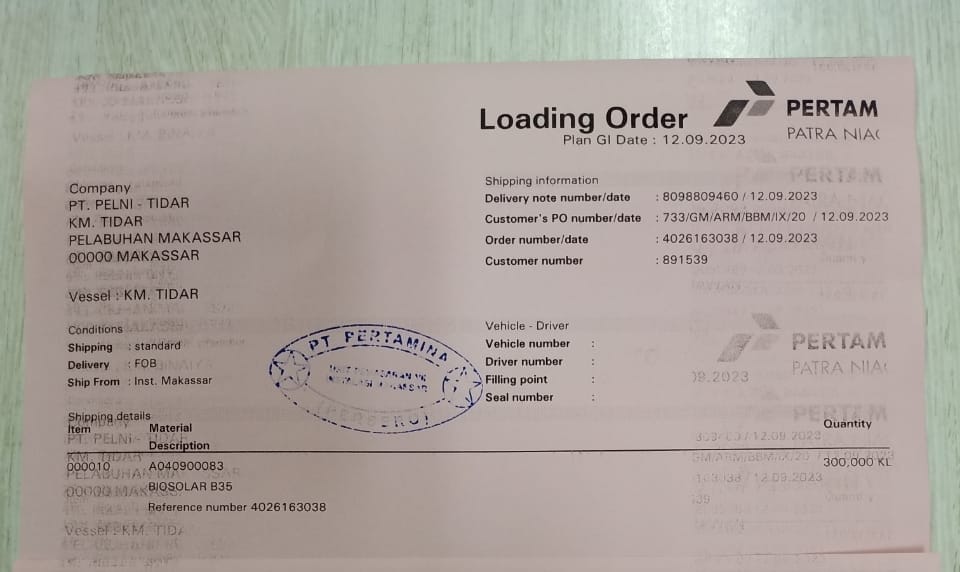 Loading Order
Plan GI Date : 12.09.2023
PERTAM
PATRA NIAG
Company
PT. PELNI - TIDAR
KM. TIDAR
PELABUHAN MAKASSAR
00000 MAKASSAR
Vessel : KM. TIDAR
Shipping information
Delivery note number/date : 8098809460 / 12.09.2023
Customer's PO number/date : 733/GM/ARM/BBM/IX/20 / 12.09.2023
Order number/date : 4026163038 / 12.09.2023
Customer number : 891539
Conditions
Shipping : standard
Delivery : FOB
Ship From : Inst. Makassar
PT PERTAMINA
(PERSERO)
Vehicle - Driver
Vehicle number :
Driver number :
Filling point :
Seal number :
PERTAM
PATRA NIAG
09.2023
Shipping details
Item Material Quantity
Description
000010 A040900083 300,000 KL
BIOSOLAR B35
Reference number 4026163038